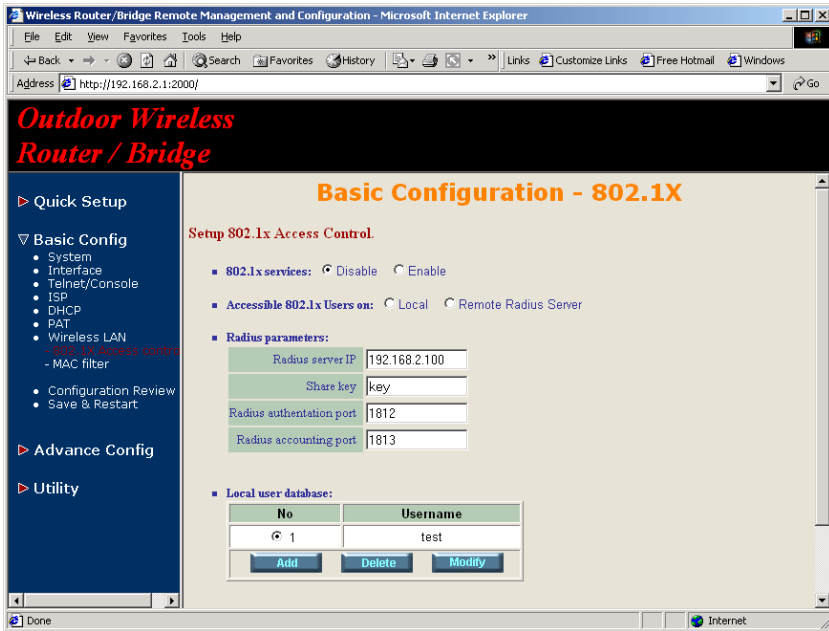 Wireless Router/Bridge Remote Management and Configuration - Microsoft Internet Explorer
File Edit View Favorites Tools Help
Back Search Favorites History » Links Customize Links Free Hotmail Windows
Address http://192.168.2.1:2000/ Go
Outdoor Wireless
Router / Bridge
Quick Setup
Basic Config
System
Interface
Telnet/Console
ISP
DHCP
PAT
Wireless LAN
- 802.1X Access contro
- MAC filter
Configuration Review
Save & Restart
Advance Config
Utility
Basic Configuration - 802.1X
Setup 802.1x Access Control.
802.1x services: Disable Enable
Accessible 802.1x Users on: Local Remote Radius Server
Radius parameters:
Radius server IP 192.168.2.100
Share key key
Radius authentation port 1812
Radius accounting port 1813
Local user database:
No Username
1 test
Add Delete Modify
Done Internet